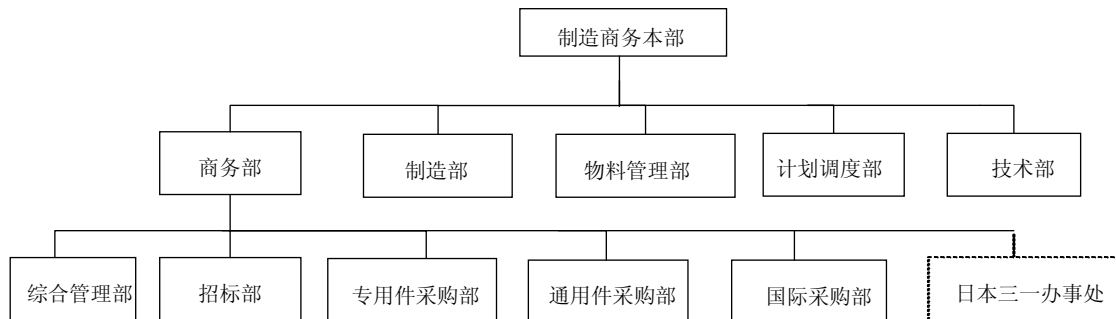 制造商务本部
商务部
制造部
物料管理部
计划调度部
技术部
综合管理部
招标部
专用件采购部
通用件采购部
国际采购部
日本三一办事处